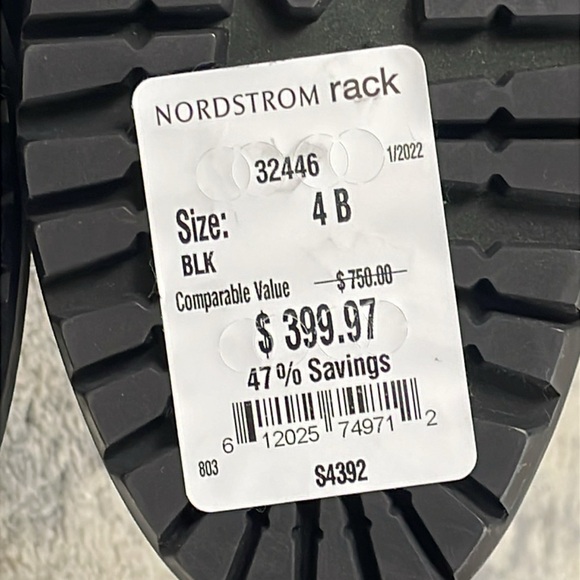 NORDSTROM rack
32446 1/2022
Size: 4 B
BLK
Comparable Value $750.00
$399.97
47% Savings
6 12025 74971 2
803 S4392